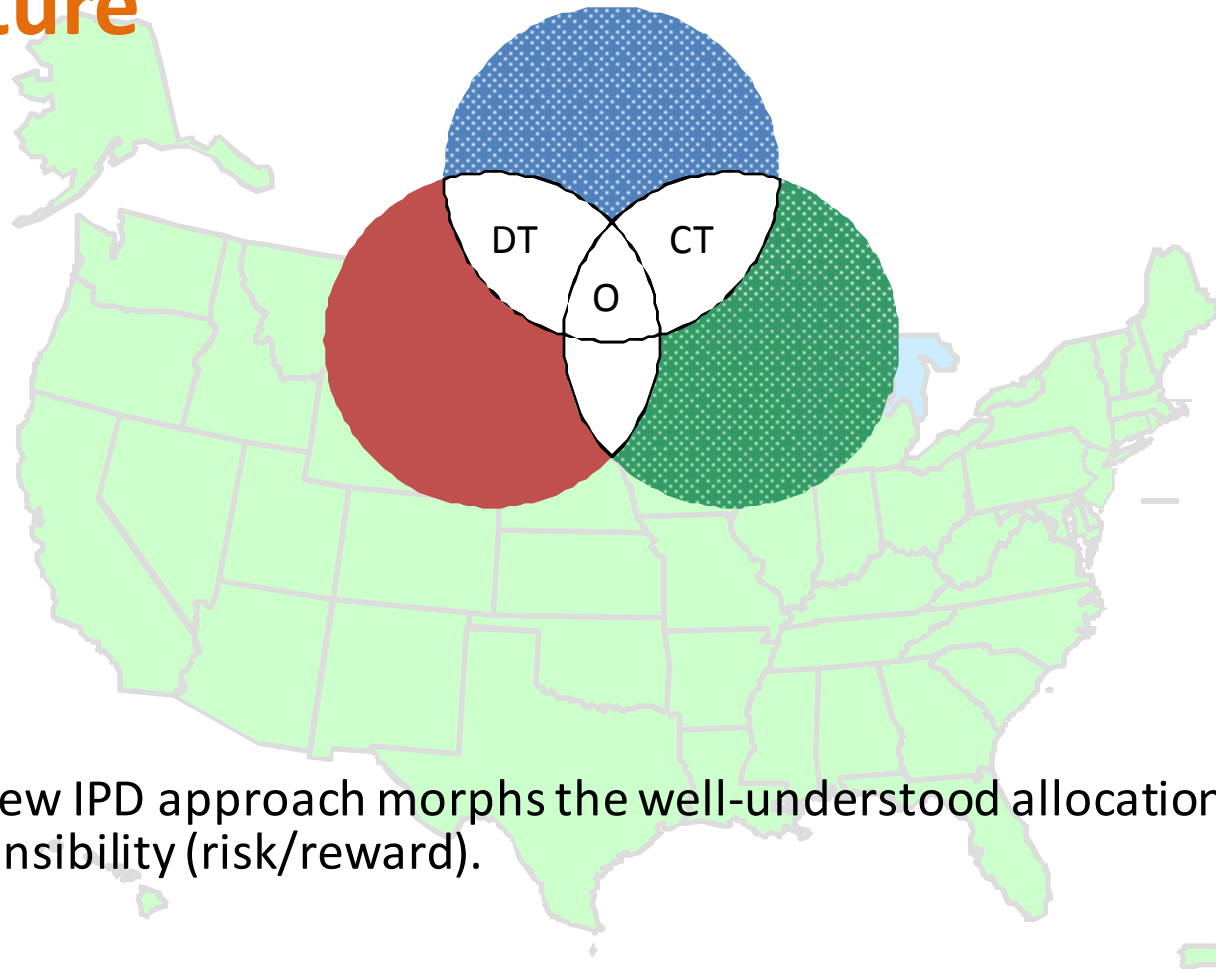 ture
DT
CT
O
ew IPD approach morphs the well-understood allocation
nsibility (risk/reward).